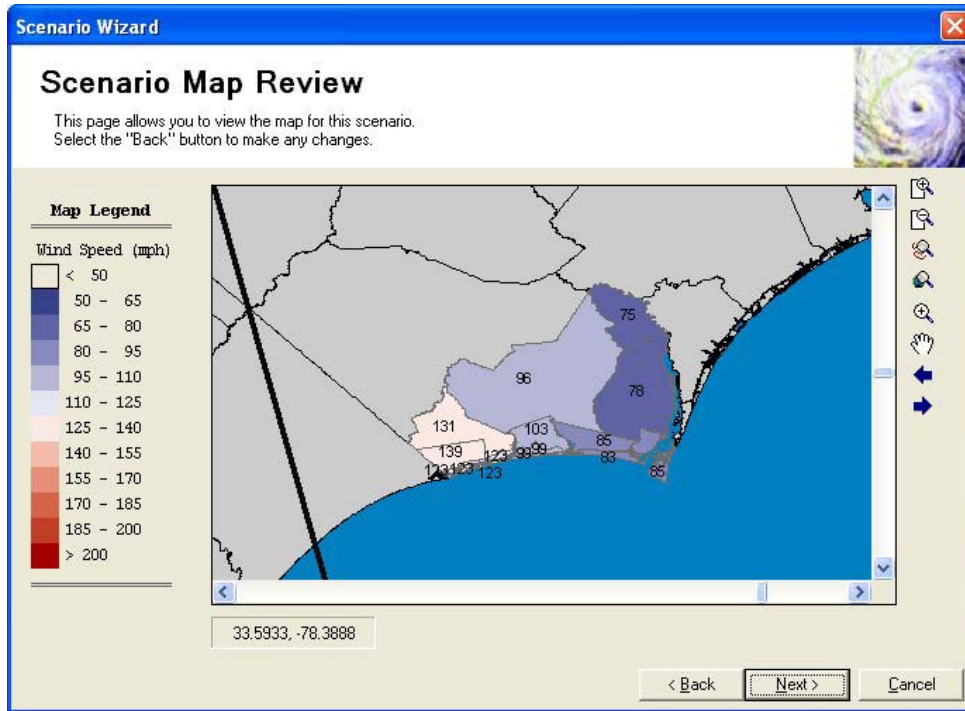 Scenario Wizard
Scenario Map Review
This page allows you to view the map for this scenario.
Select the "Back" button to make any changes.
Map Legend
Wind Speed (mph)
< 50
50 - 65
65 - 80
80 - 95
95 - 110
110 - 125
125 - 140
140 - 155
155 - 170
170 - 185
185 - 200
> 200
75
96
78
131
103
85
139
123
99
99
83
123
123
123
85
33.5933, -78.3888
< Back
Next >
Cancel